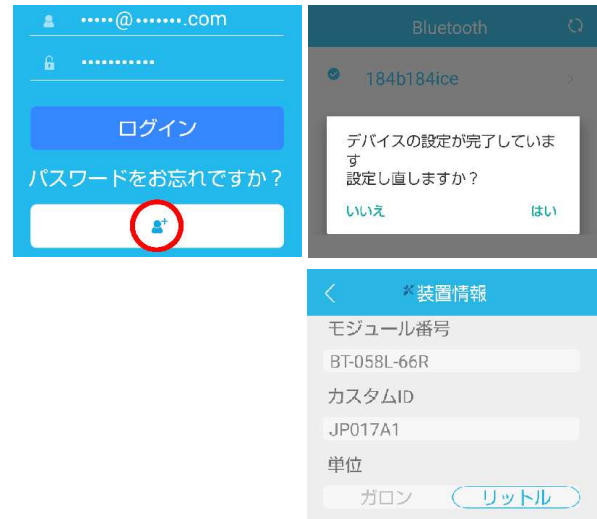 •••••@•••••••.com
•••••••••••
ログイン
パスワードをお忘れですか？
Bluetooth
184b184ice
デバイスの設定が完了していま
す
設定し直しますか？
いいえ
はい
装置情報
モジュール番号
BT-058L-66R
カスタムID
JP017A1
単位
ガロン
リットル